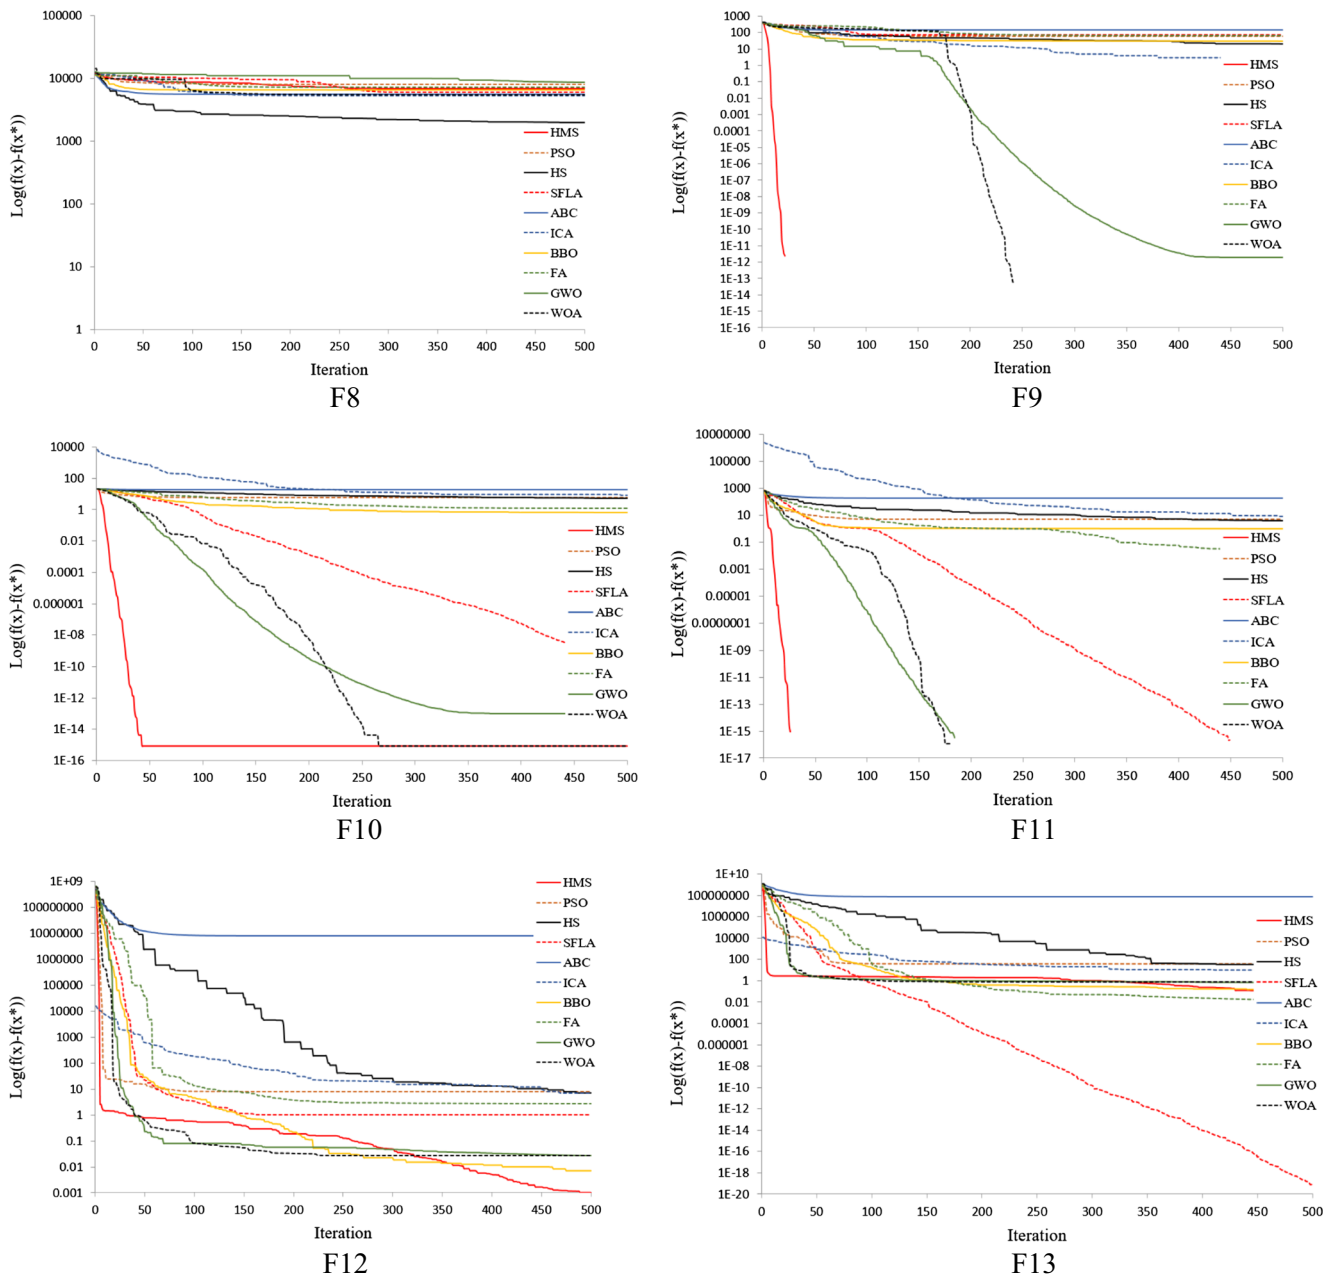 100000
10000
1000
100
10
1
Log(f(x)-f(x*))
0 50 100 150 200 250 300 350 400 450 500
Iteration
HMS
PSO
HS
SFLA
ABC
ICA
BBO
FA
GWO
WOA
F8
1000
100
10
1
0.1
0.01
0.001
0.0001
1E-05
1E-06
1E-07
1E-08
1E-09
1E-10
1E-11
1E-12
1E-13
1E-14
1E-15
1E-16
Log(f(x)-f(x*))
0 50 100 150 200 250 300 350 400 450 500
Iteration
HMS
PSO
HS
SFLA
ABC
ICA
BBO
FA
GWO
WOA
F9
10000
100
1
0.01
0.0001
0.000001
1E-08
1E-10
1E-12
1E-14
1E-16
Log(f(x)-f(x*))
0 50 100 150 200 250 300 350 400 450 500
Iteration
HMS
PSO
HS
SFLA
ABC
ICA
BBO
FA
GWO
WOA
F10
10000000
100000
1000
10
0.1
0.001
0.00001
0.0000001
1E-09
1E-11
1E-13
1E-15
1E-17
Log(f(x)-f(x*))
0 50 100 150 200 250 300 350 400 450 500
Iteration
HMS
PSO
HS
SFLA
ABC
ICA
BBO
FA
GWO
WOA
F11
1E+09
100000000
10000000
1000000
100000
10000
1000
100
10
1
0.1
0.01
0.001
Log(f(x)-f(x*))
0 50 100 150 200 250 300 350 400 450 500
Iteration
HMS
PSO
HS
SFLA
ABC
ICA
BBO
FA
GWO
WOA
F12
1E+10
100000000
1000000
10000
100
1
0.01
0.0001
0.000001
1E-08
1E-10
1E-12
1E-14
1E-16
1E-18
1E-20
Log(f(x)-f(x*))
0 50 100 150 200 250 300 350 400 450 500
Iteration
HMS
PSO
HS
SFLA
ABC
ICA
BBO
FA
GWO
WOA
F13